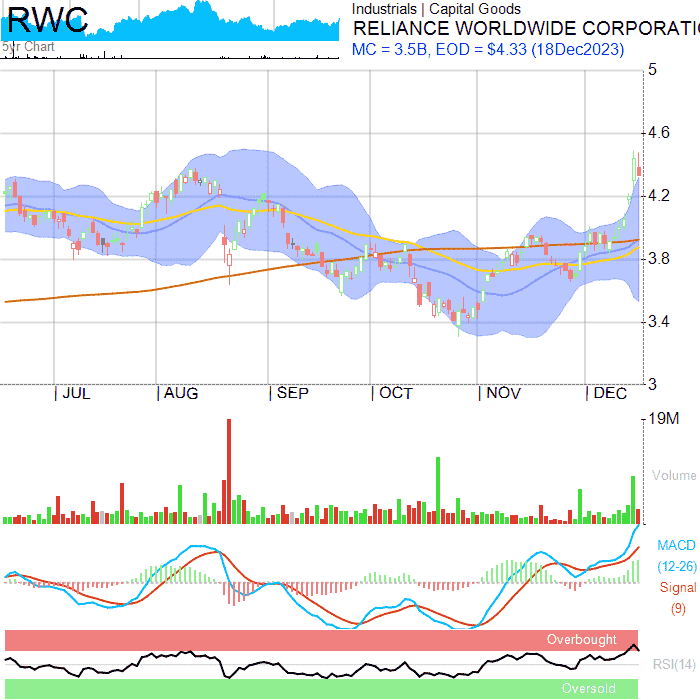 RWC
5yr Chart
Industrials | Capital Goods
RELIANCE WORLDWIDE CORPORATI
MC = 3.5B, EOD = $4.33 (18Dec2023)
5
4.6
4.2
3.8
3.4
3
JUL AUG SEP OCT NOV DEC
19M
Volume
MACD
(12-26)
Signal
(9)
Overbought
RSI(14)
Oversold